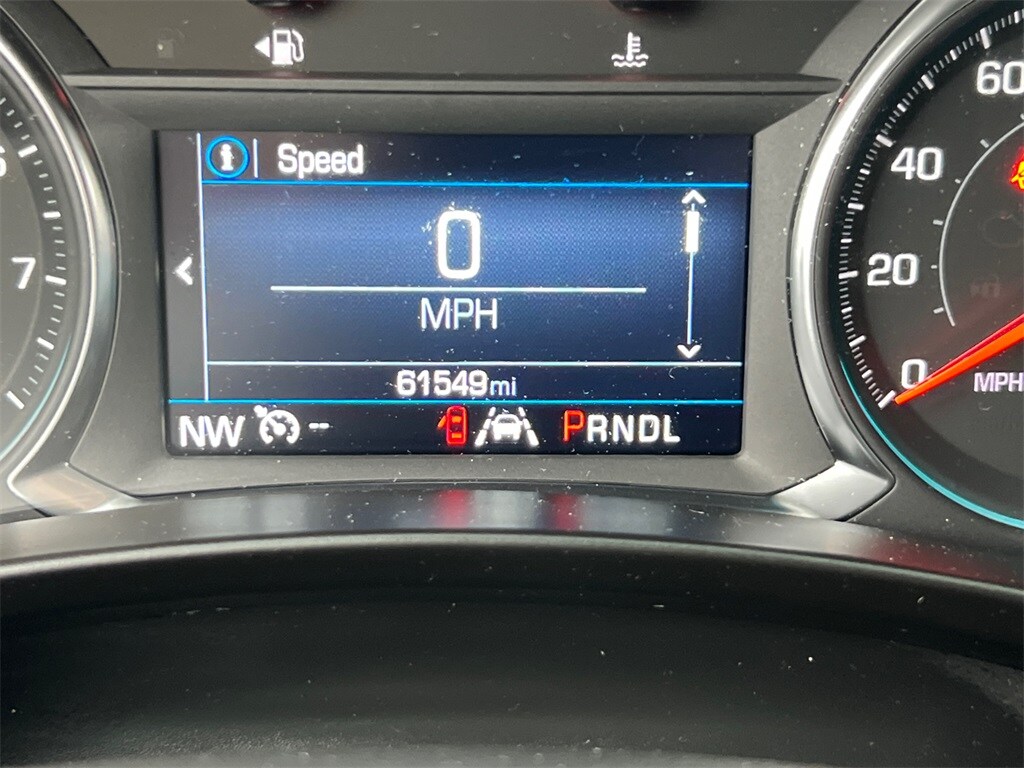 Speed
0
MPH
61549mi
NW -- PRNDL
7
60
40
20
0
MPH